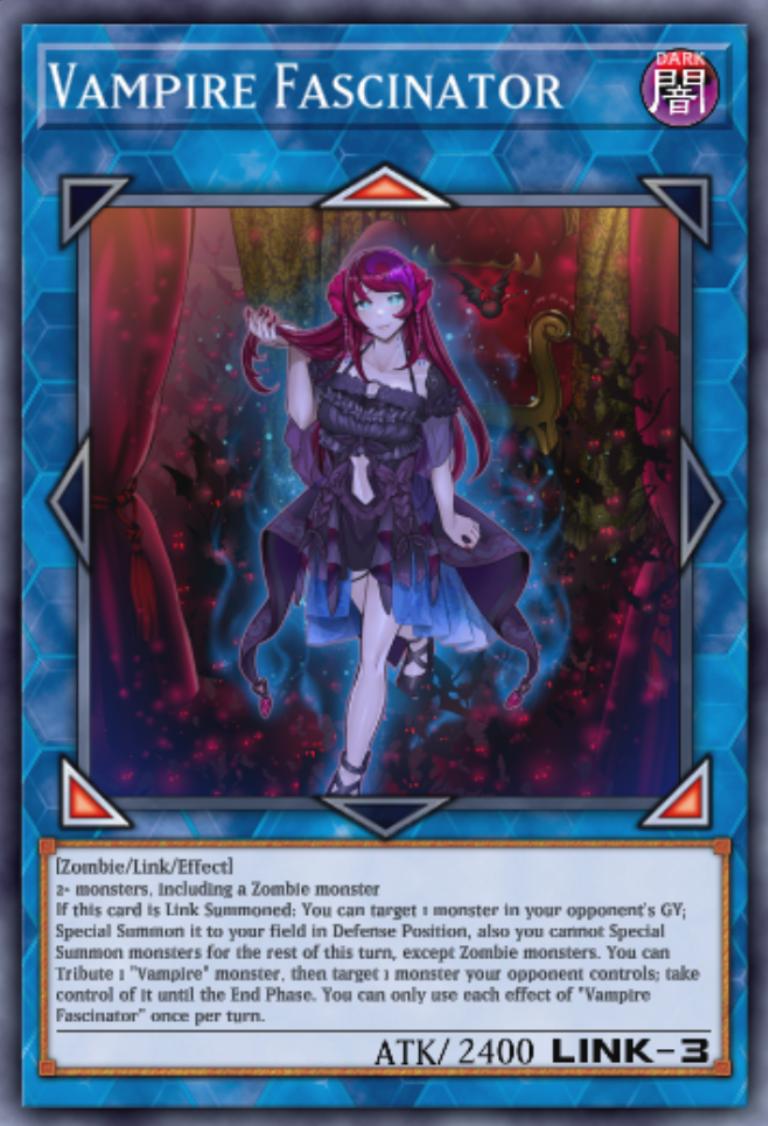 VAMPIRE FASCINATOR
DARK
闇
[Zombie/Link/Effect]
2+ monsters, including a Zombie monster
If this card is Link Summoned: You can target 1 monster in your opponent's GY;
Special Summon it to your field in Defense Position, also you cannot Special
Summon monsters for the rest of this turn, except Zombie monsters. You can
Tribute 1 "Vampire" monster, then target 1 monster your opponent controls; take
control of it until the End Phase. You can only use each effect of "Vampire
Fascinator" once per turn.
ATK/ 2400 LINK-3